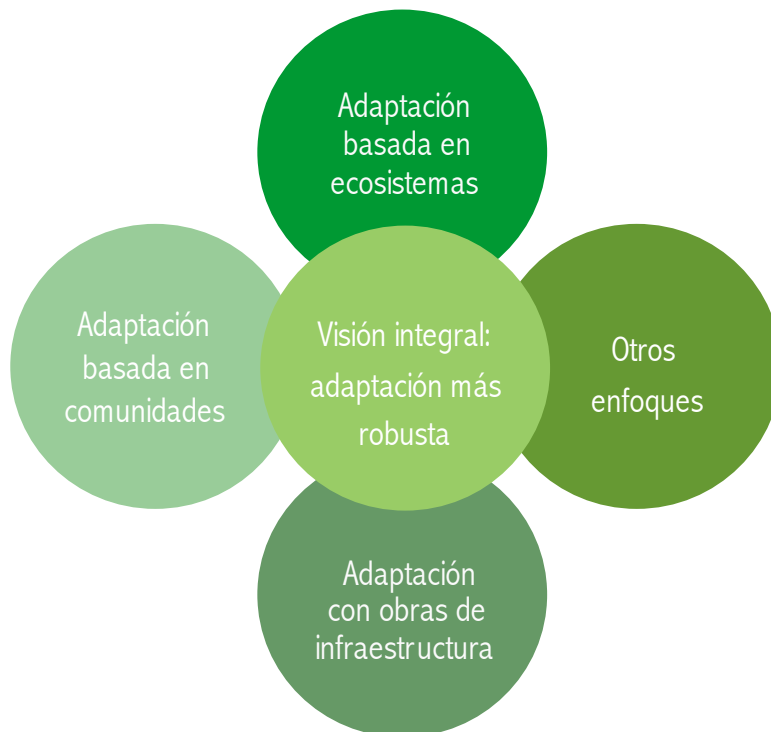 Adaptación
basada en
ecosistemas
Adaptación
basada en
comunidades
Visión integral:
adaptación más
robusta
Otros
enfoques
Adaptación
con obras de
infraestructura